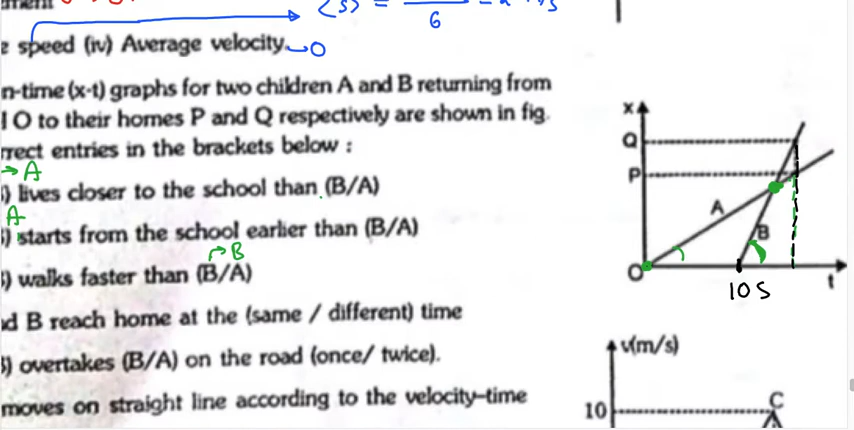 speed (iv) Average velocity. 0
6
n-time (x-t) graphs for two children A and B returning from
O to their homes P and Q respectively are shown in fig.
rrect entries in the brackets below :
→ A
) lives closer to the school than (B/A)
A
) starts from the school earlier than (B/A)
B
) walks faster than (B/A)
d B reach home at the (same / different) time
) overtakes (B/A) on the road (once/ twice).
moves on straight line according to the velocity-time
x
Q
P
A
B
O
10 S
t
v(m/s)
10
C